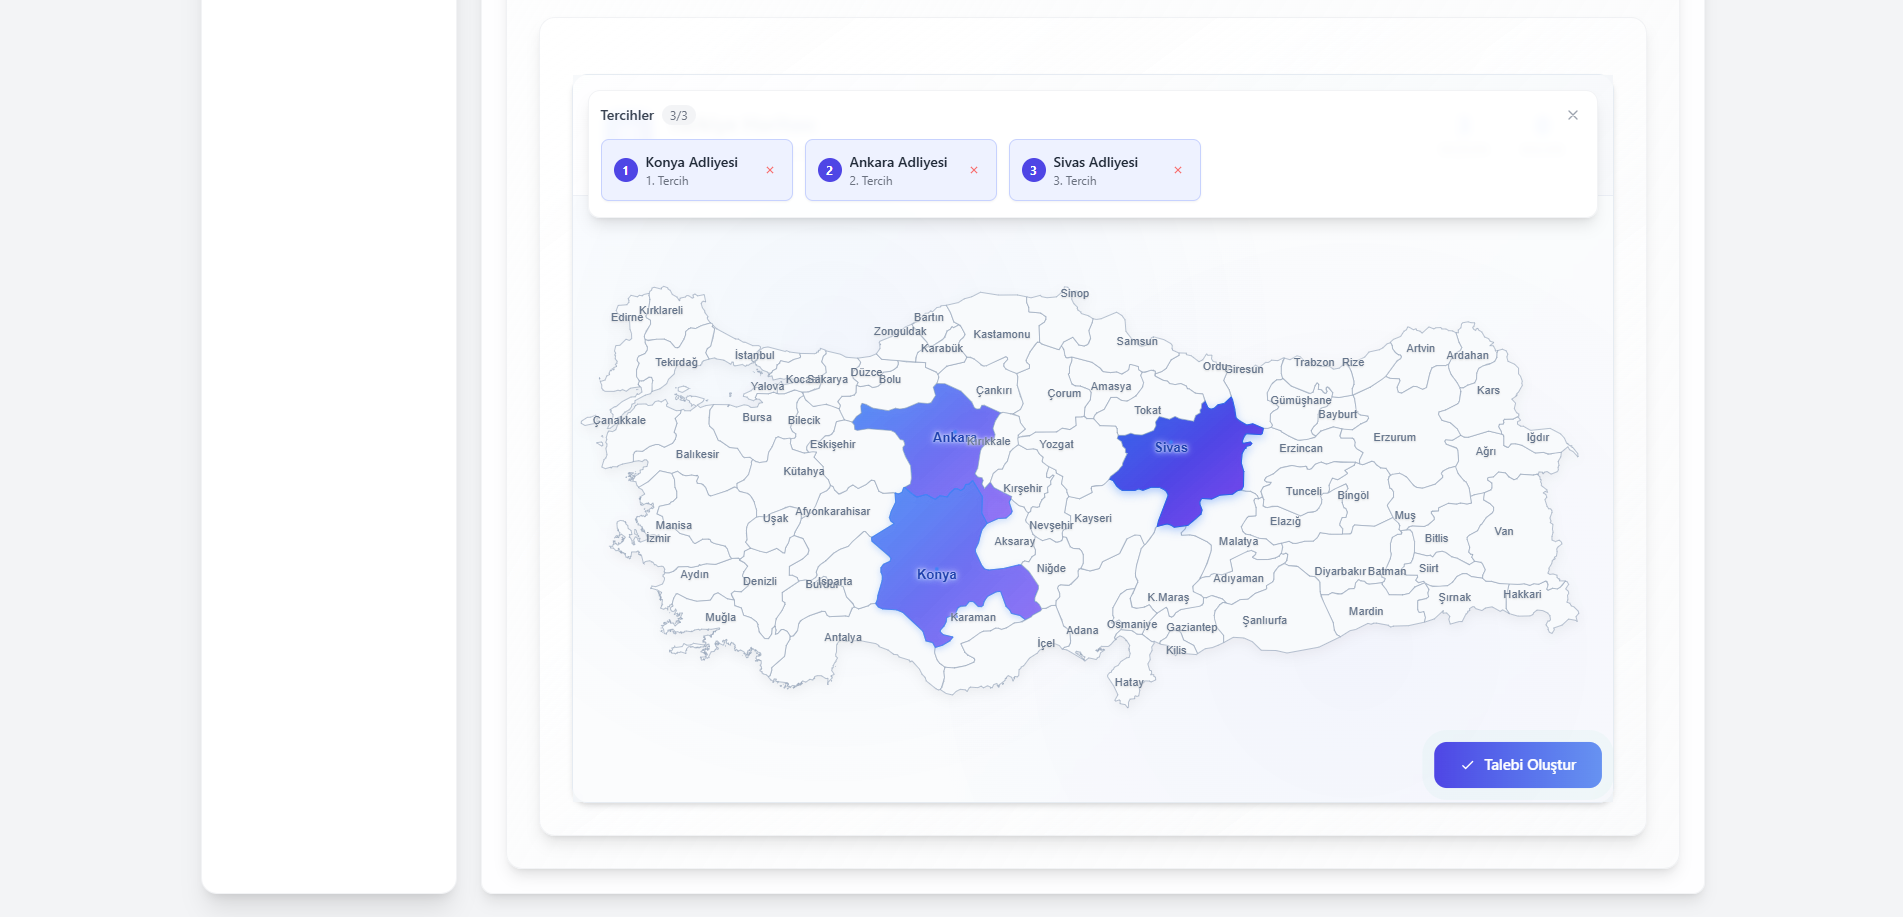 Tercihler 3/3
1 Konya Adliyesi
1. Tercih
2 Ankara Adliyesi
2. Tercih
3 Sivas Adliyesi
3. Tercih
Sinop
Kırklareli
Edirne
Bartın
Zonguldak
Kastamonu
Samsun
Karabük
Artvin
İstanbul
Ardahan
Tekirdağ
Trabzon
Rize
Ordu
Giresun
Düzce
Kocaeli
Sakarya
Bolu
Yalova
Amasya
Çankırı
Çorum
Kars
Gümüşhane
Tokat
Bayburt
Bursa
Bilecik
Çanakkale
Ankara
Kırıkkale
Erzurum
Iğdır
Eskişehir
Yozgat
Sivas
Erzincan
Ağrı
Balıkesir
Kütahya
Kırşehir
Tunceli
Bingöl
Afyonkarahisar
Uşak
Muş
Kayseri
Elazığ
Manisa
Nevşehir
Van
İzmir
Bitlis
Aksaray
Malatya
Niğde
Siirt
Diyarbakır
Batman
Aydın
Konya
Adıyaman
Denizli
Isparta
Burdur
Hakkari
K.Maraş
Şırnak
Mardin
Muğla
Karaman
Şanlıurfa
Osmaniye
Gaziantep
Adana
Antalya
İçel
Kilis
Hatay
Talebi Oluştur